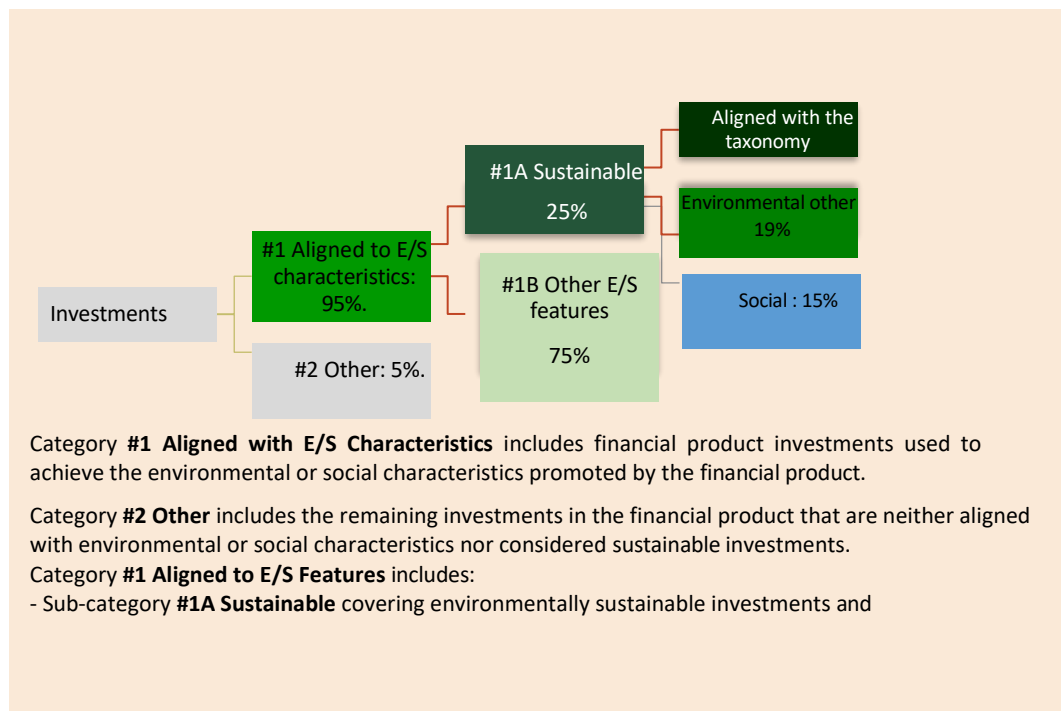 Aligned with the
taxonomy
#1A Sustainable
25%
Environmental other
19%
#1 Aligned to E/S
characteristics:
95%.
#1B Other E/S
features
75%
Social : 15%
Investments
#2 Other: 5%.
Category #1 Aligned with E/S Characteristics includes financial product investments used to
achieve the environmental or social characteristics promoted by the financial product.
Category #2 Other includes the remaining investments in the financial product that are neither aligned
with environmental or social characteristics nor considered sustainable investments.
Category #1 Aligned to E/S Features includes:
- Sub-category #1A Sustainable covering environmentally sustainable investments and